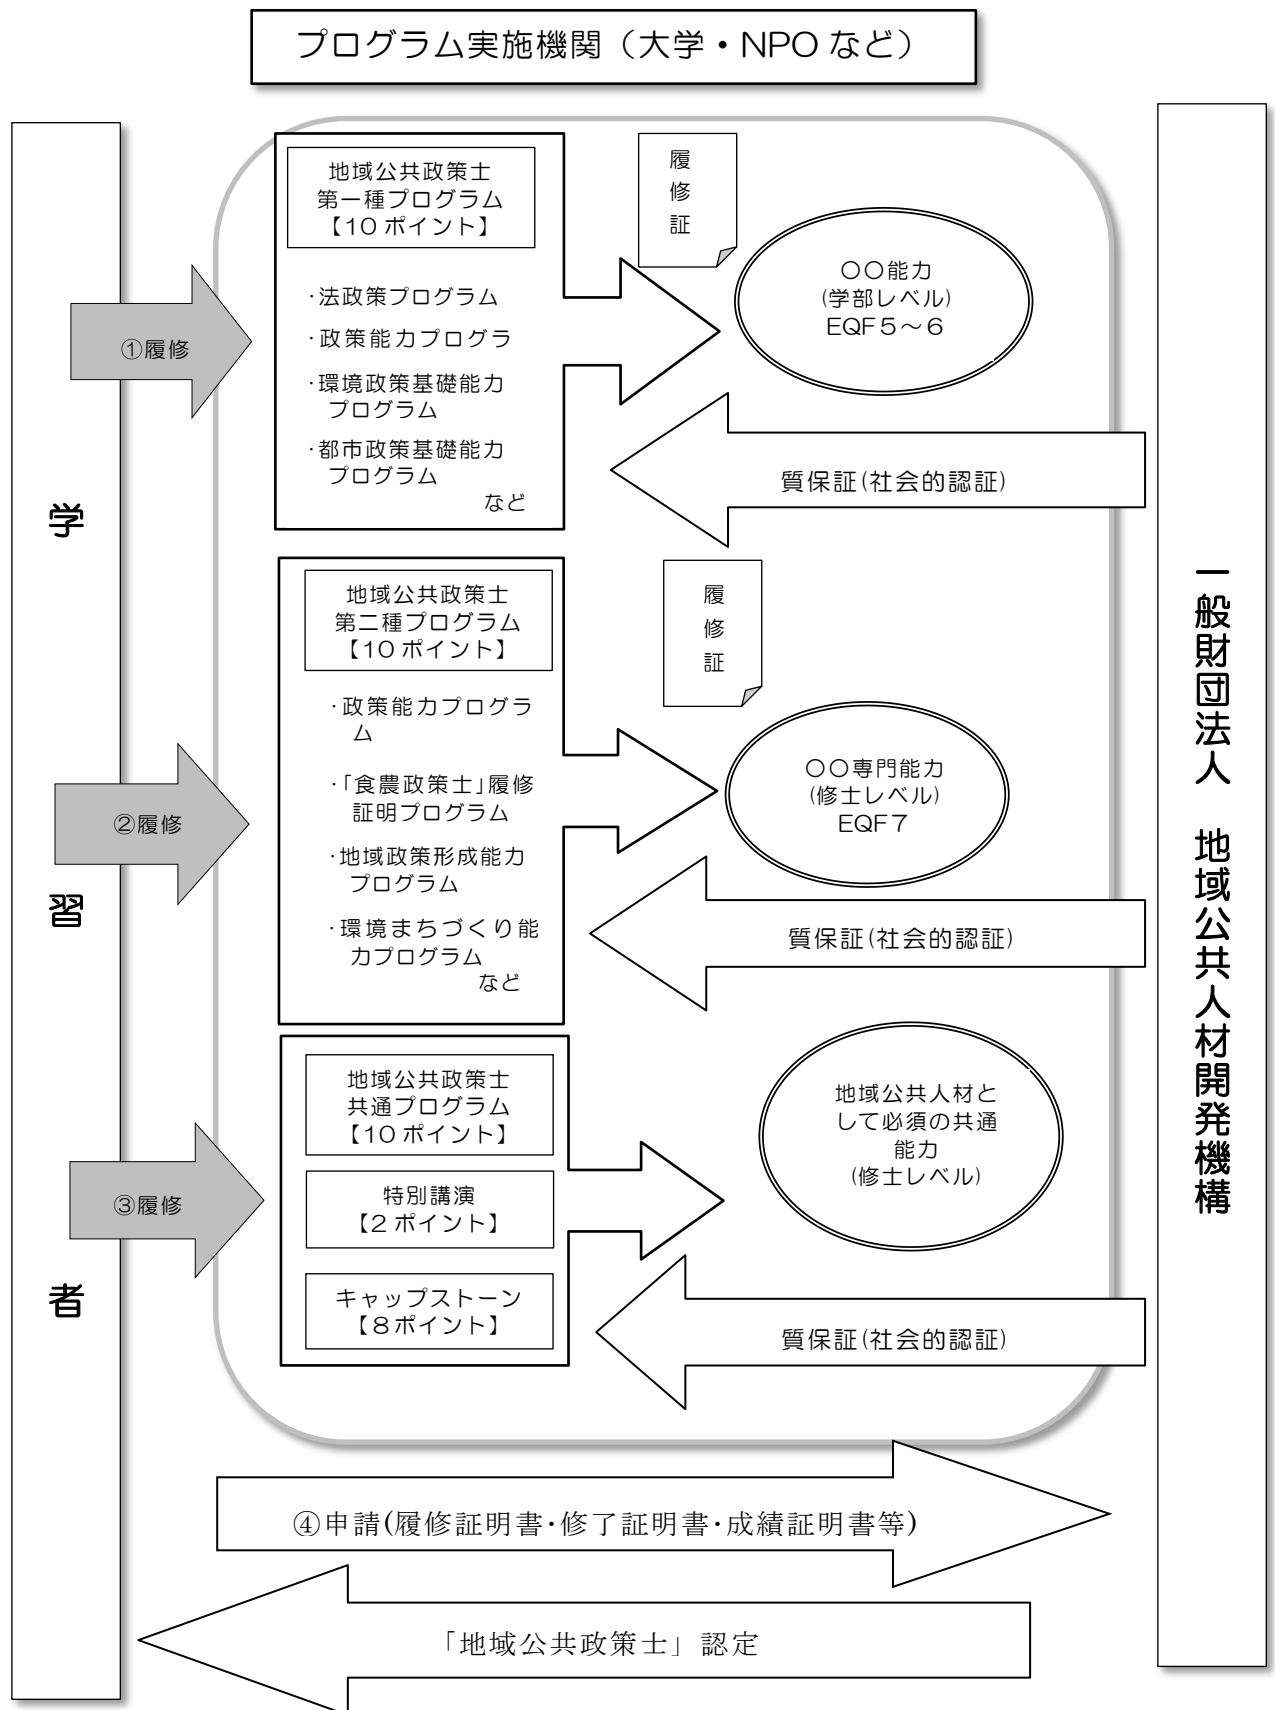 プログラム実施機関（大学・NPO など）
学
習
者
一般財団法人　地域公共人材開発機構
①履修
地域公共政策士
第一種プログラム
【10 ポイント】
・法政策プログラム
・政策能力プログラ
・環境政策基礎能力
プログラム
・都市政策基礎能力
プログラム
など
履
修
証
〇〇能力
(学部レベル)
EQF５～６
質保証(社会的認証)
②履修
地域公共政策士
第二種プログラム
【10 ポイント】
・政策能力プログラ
ム
・「食農政策士」履修
証明プログラム
・地域政策形成能力
プログラム
・環境まちづくり能
力プログラム
など
履
修
証
〇〇専門能力
(修士レベル)
EQF７
質保証(社会的認証)
③履修
地域公共政策士
共通プログラム
【10 ポイント】
特別講演
【２ポイント】
キャップストーン
【８ポイント】
地域公共人材と
して必須の共通
能力
(修士レベル)
質保証(社会的認証)
④申請(履修証明書・修了証明書・成績証明書等)
「地域公共政策士」認定